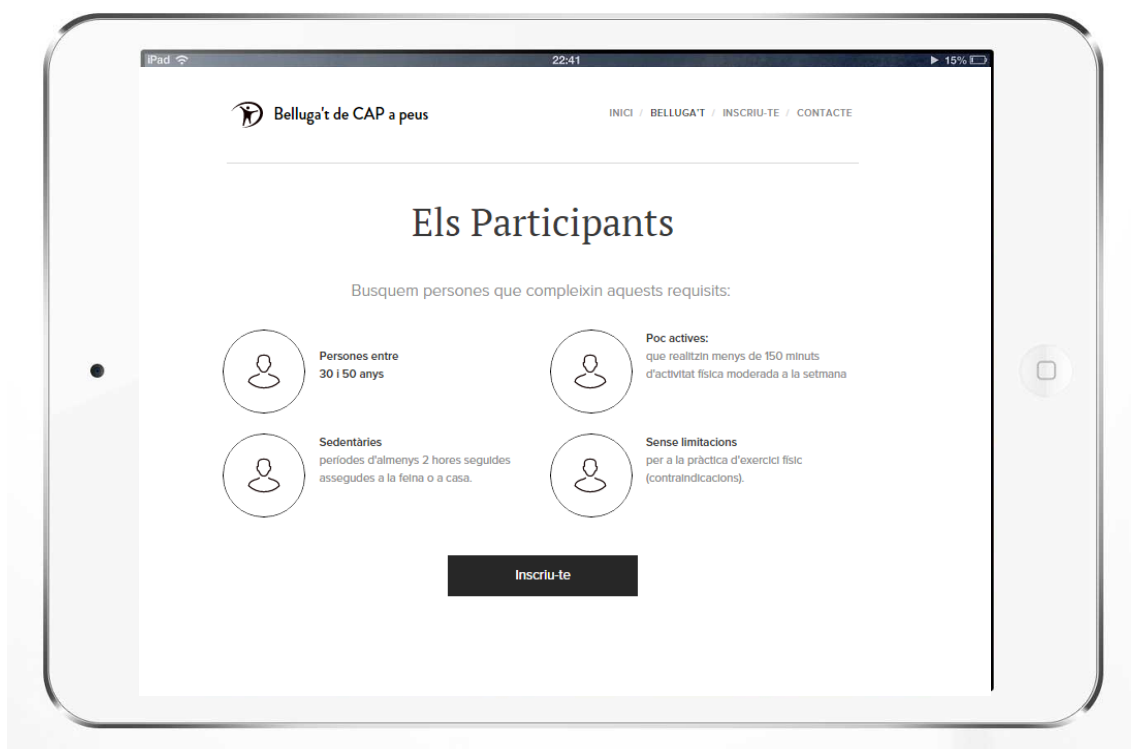 iPad 22:41 15%
Belluga't de CAP a peus
INICI / BELLUGA'T / INSCRIU-TE / CONTACTE
Els Participants
Busquem persones que compleixin aquests requisits:
Persones entre
30 i 50 anys
Poc actives:
que realitzin menys de 150 minuts
d'activitat física moderada a la setmana
Sedentàries
períodes d'almenys 2 hores seguides
assegudes a la feina o a casa.
Sense limitacions
per a la pràctica d'exercici físic
(contraindicacions).
Inscriu-te